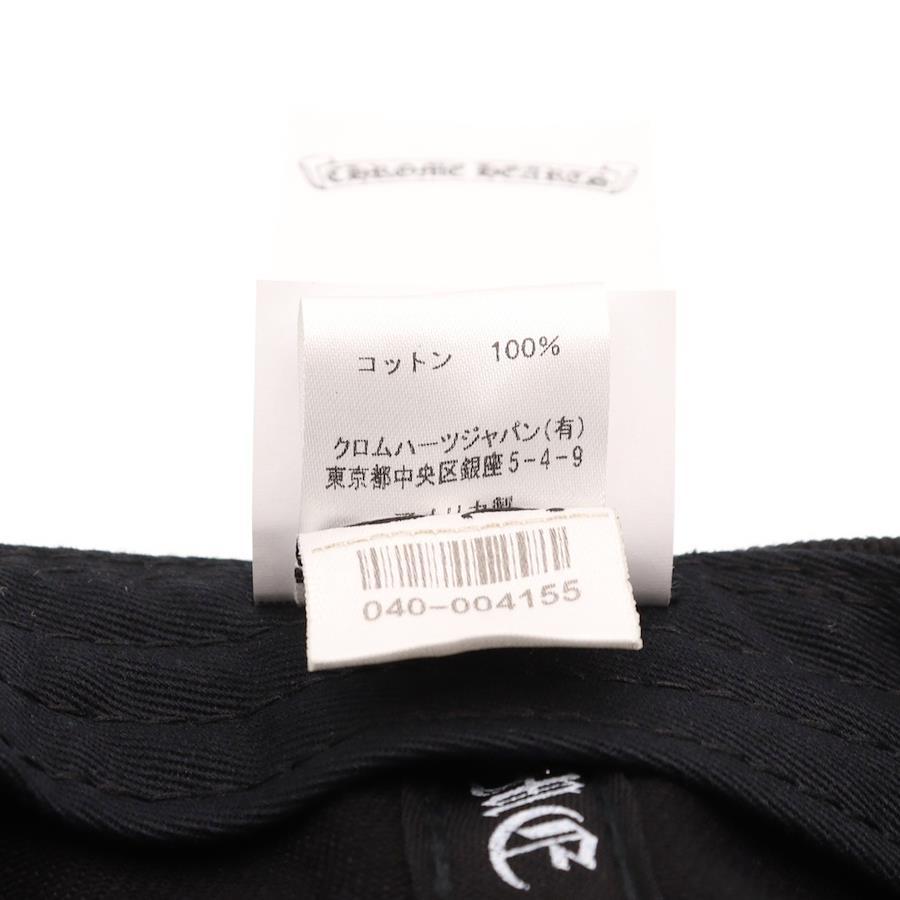 CHROME HEARTS
コットン 100%
クロムハーツジャパン(有)
東京都中央区銀座5-4-9
040-004155